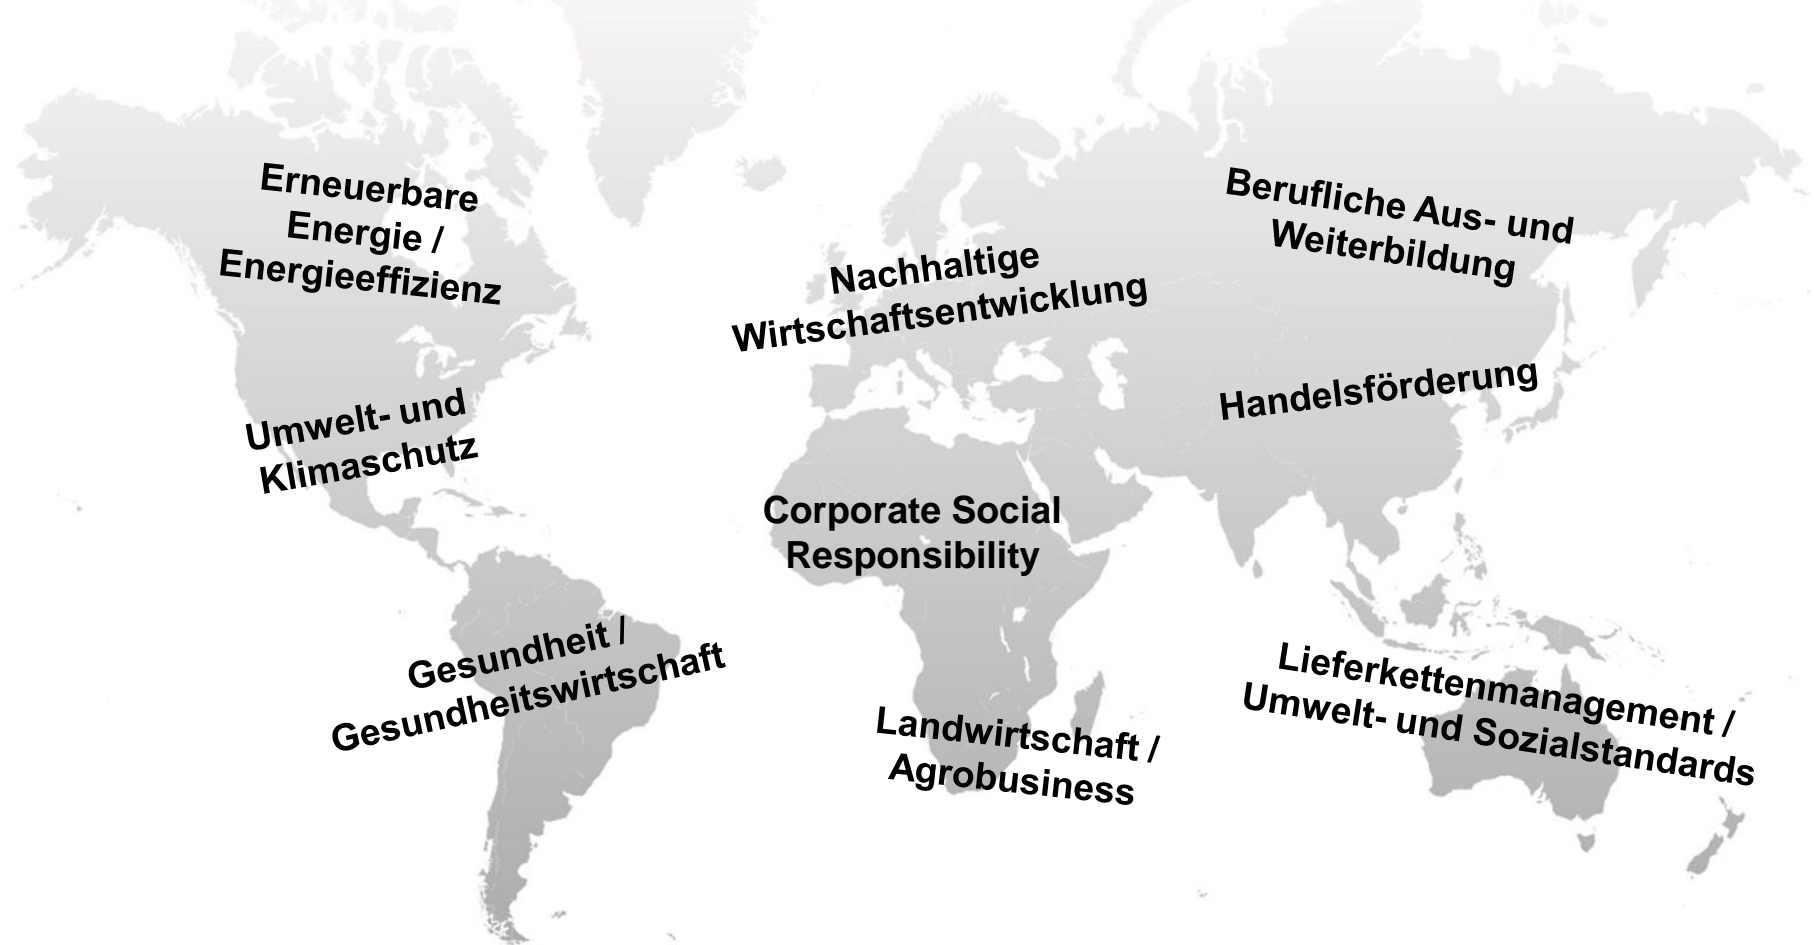 Erneuerbare
Energie /
Energieeffizienz
Berufliche Aus- und
Weiterbildung
Nachhaltige
Wirtschaftsentwicklung
Umwelt- und
Klimaschutz
Handelsförderung
Corporate Social
Responsibility
Gesundheit /
Gesundheitswirtschaft
Landwirtschaft /
Agrobusiness
Lieferkettenmanagement /
Umwelt- und Sozialstandards